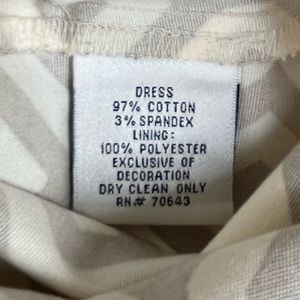 DRESS
97% COTTON
3% SPANDEX
LINING:
100% POLYESTER
EXCLUSIVE OF
DECORATION
DRY CLEAN ONLY
RN# 70643